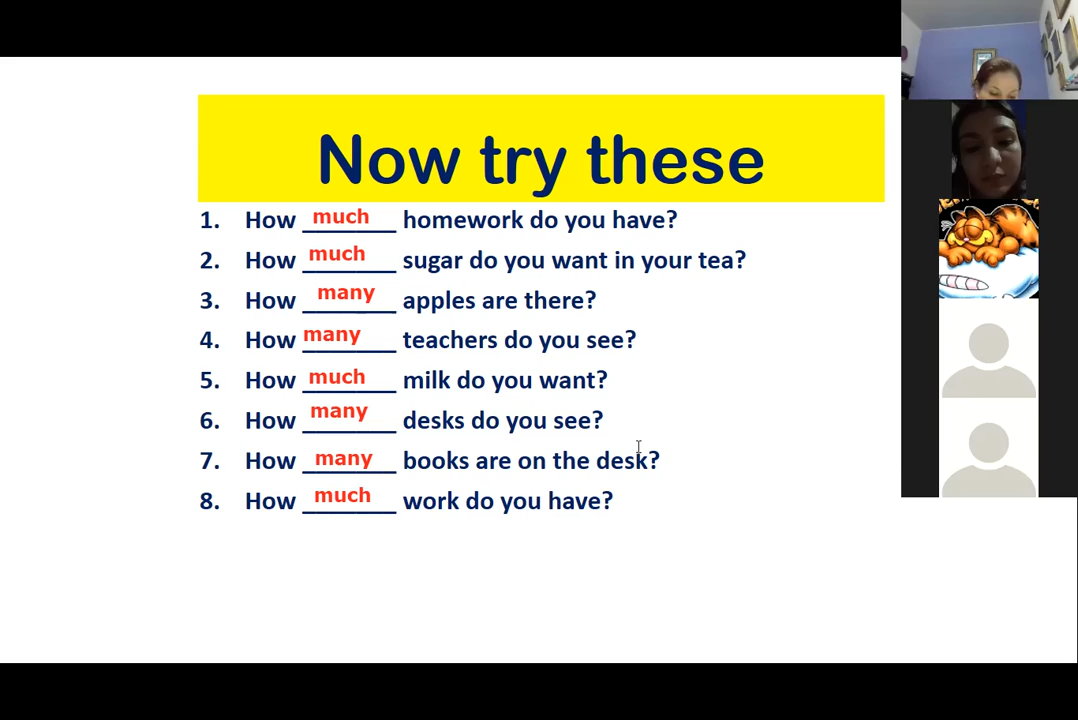 Now try these
1. How much homework do you have?
2. How much sugar do you want in your tea?
3. How many apples are there?
4. How many teachers do you see?
5. How much milk do you want?
6. How many desks do you see?
7. How many books are on the desk?
8. How much work do you have?